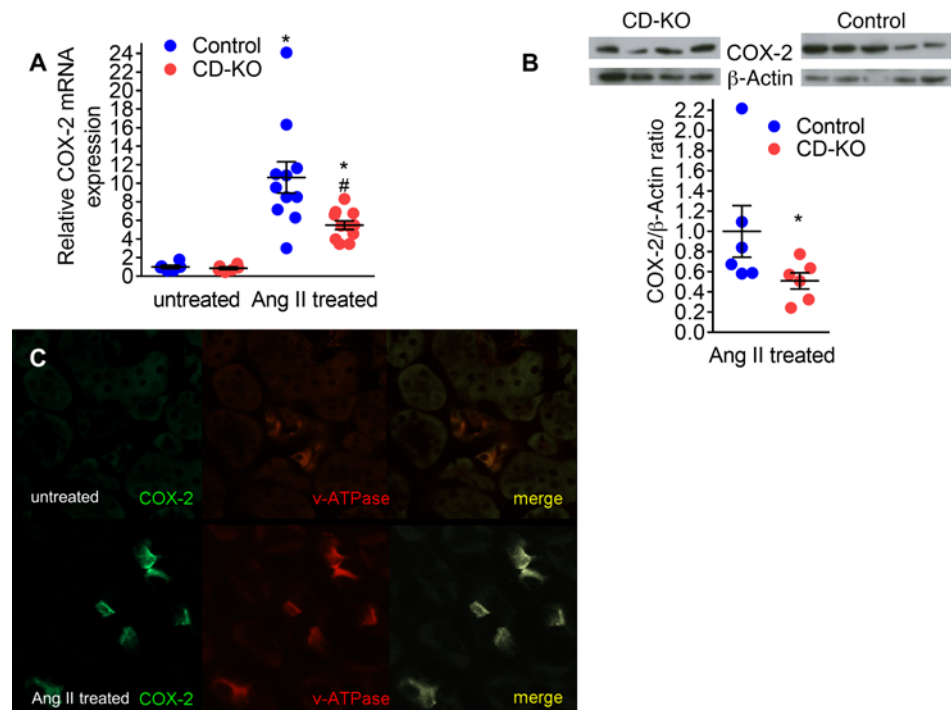 A
Relative COX-2 mRNA
expression
24
22
20
18
16
14
12
10
8
6
4
2
0
Control
CD-KO
*
*
#
untreated
Ang II treated
B
CD-KO
Control
COX-2
β-Actin
COX-2/β-Actin ratio
2.2
2.0
1.8
1.6
1.4
1.2
1.0
0.8
0.6
0.4
0.2
0.0
Control
CD-KO
*
Ang II treated
C
untreated COX-2 v-ATPase merge
Ang II treated COX-2 v-ATPase merge